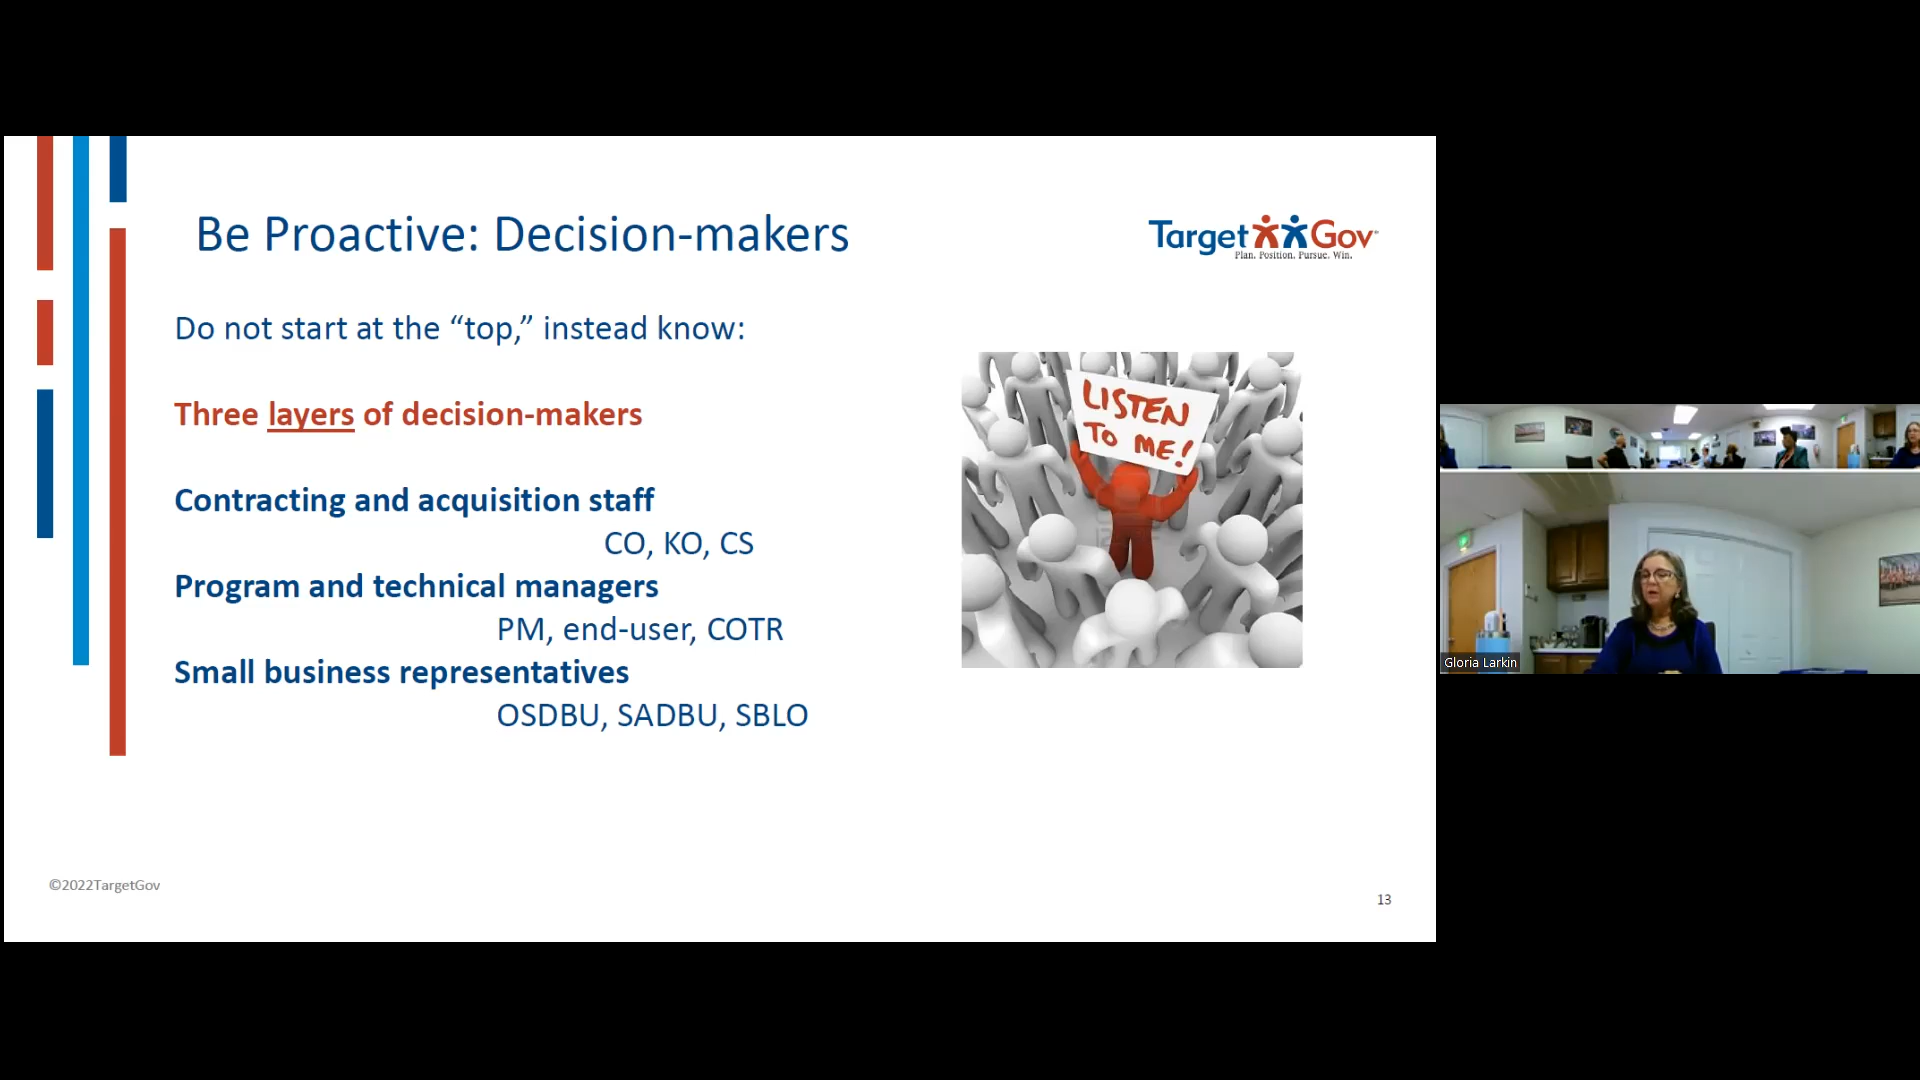 Be Proactive: Decision-makers
TargetGov
Plan. Position. Pursue. Win.
Do not start at the “top,” instead know:
Three layers of decision-makers
Contracting and acquisition staff
CO, KO, CS
Program and technical managers
PM, end-user, COTR
Small business representatives
OSDBU, SADBU, SBLO
LISTEN
TO ME!
©2022TargetGov
13
Gloria Larkin